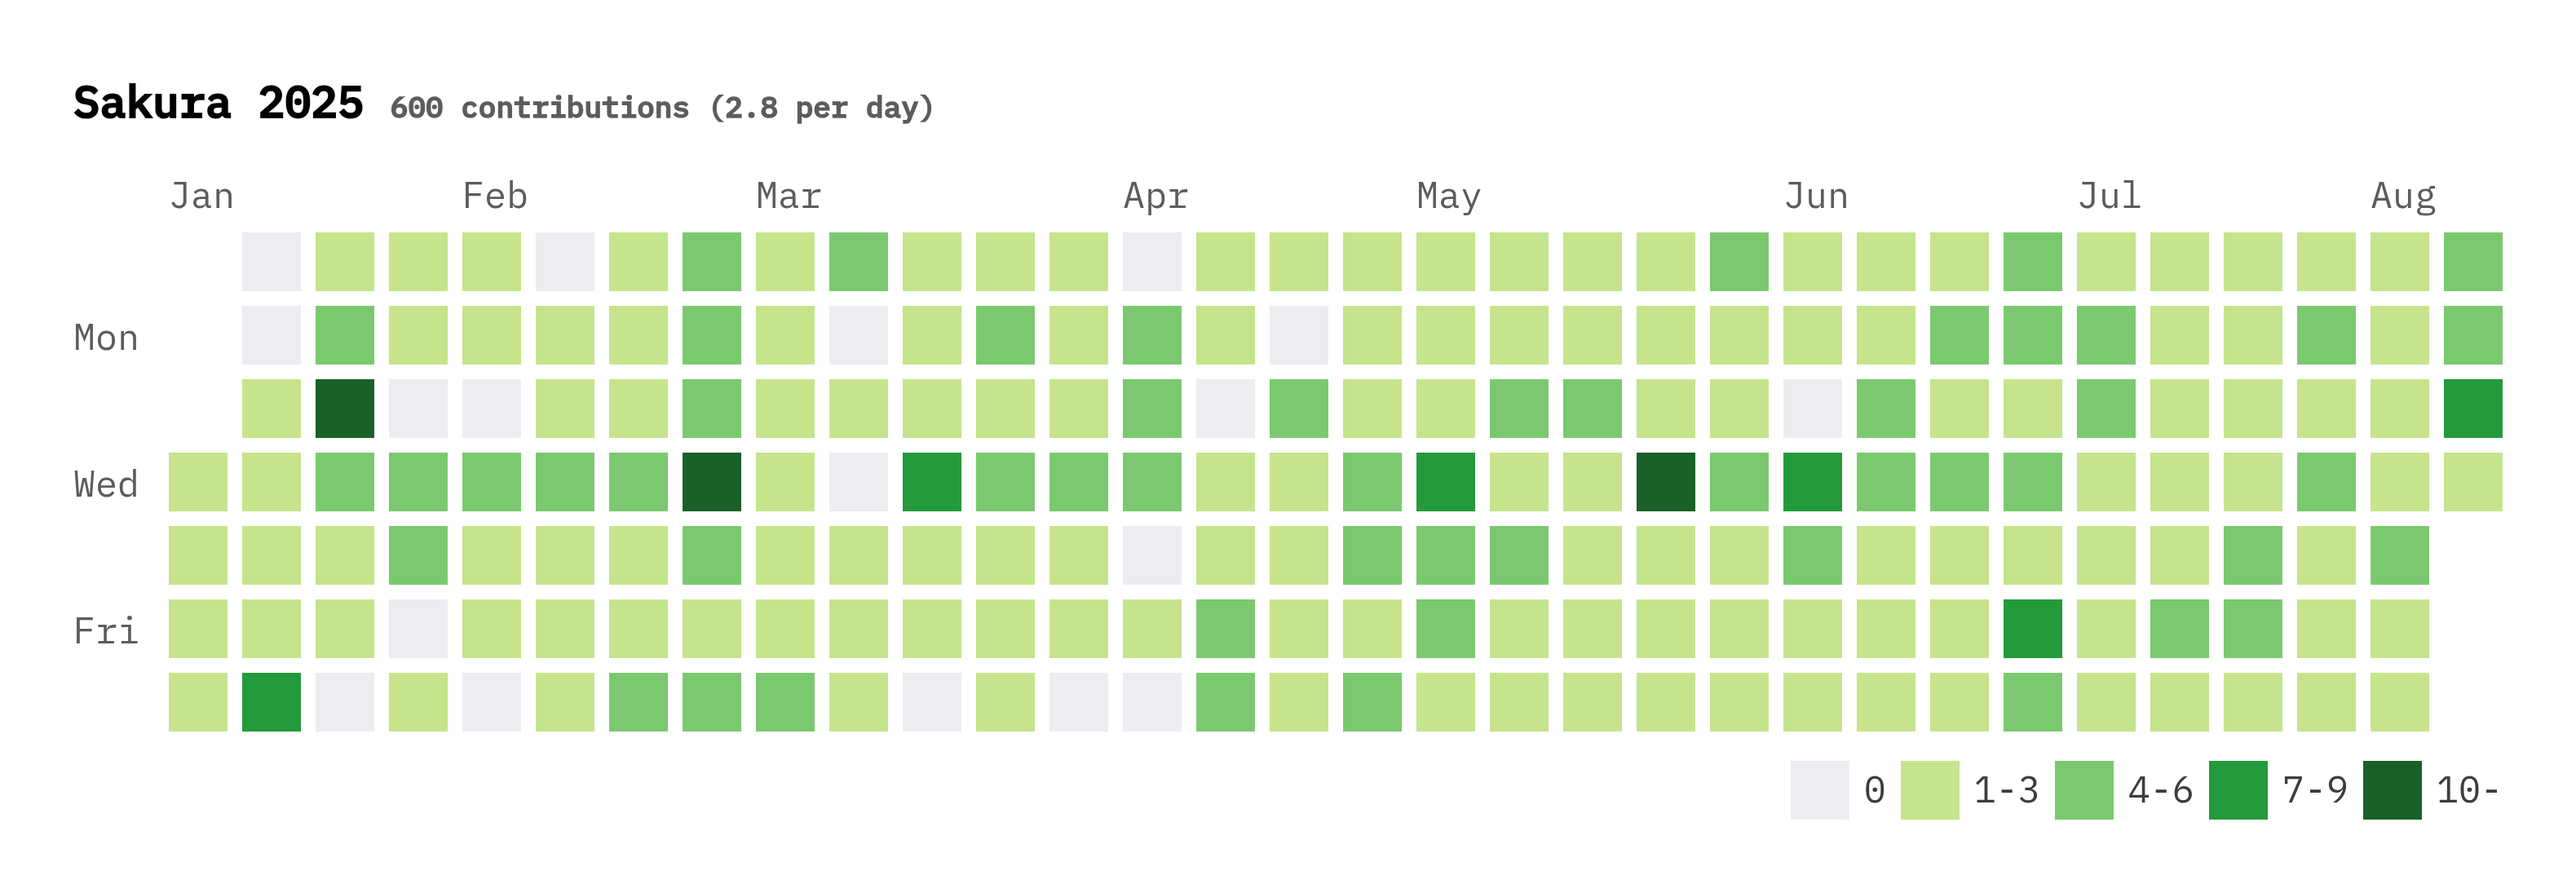 Sakura 2025 600 contributions (2.8 per day)
Jan Feb Mar Apr May Jun Jul Aug
Mon
Wed
Fri
0 1-3 4-6 7-9 10-